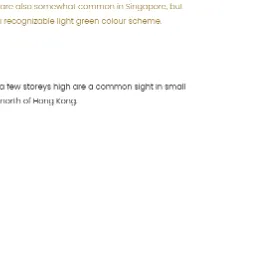 are also somewhat common in Singapore, but
recognizable light green colour scheme.
a few storeys high are a common sight in small
north of Hong Kong.